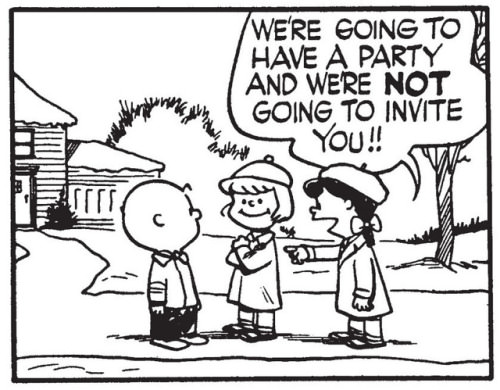 WE'RE GOING TO
HAVE A PARTY
AND WE'RE NOT
GOING TO INVITE
YOU!!